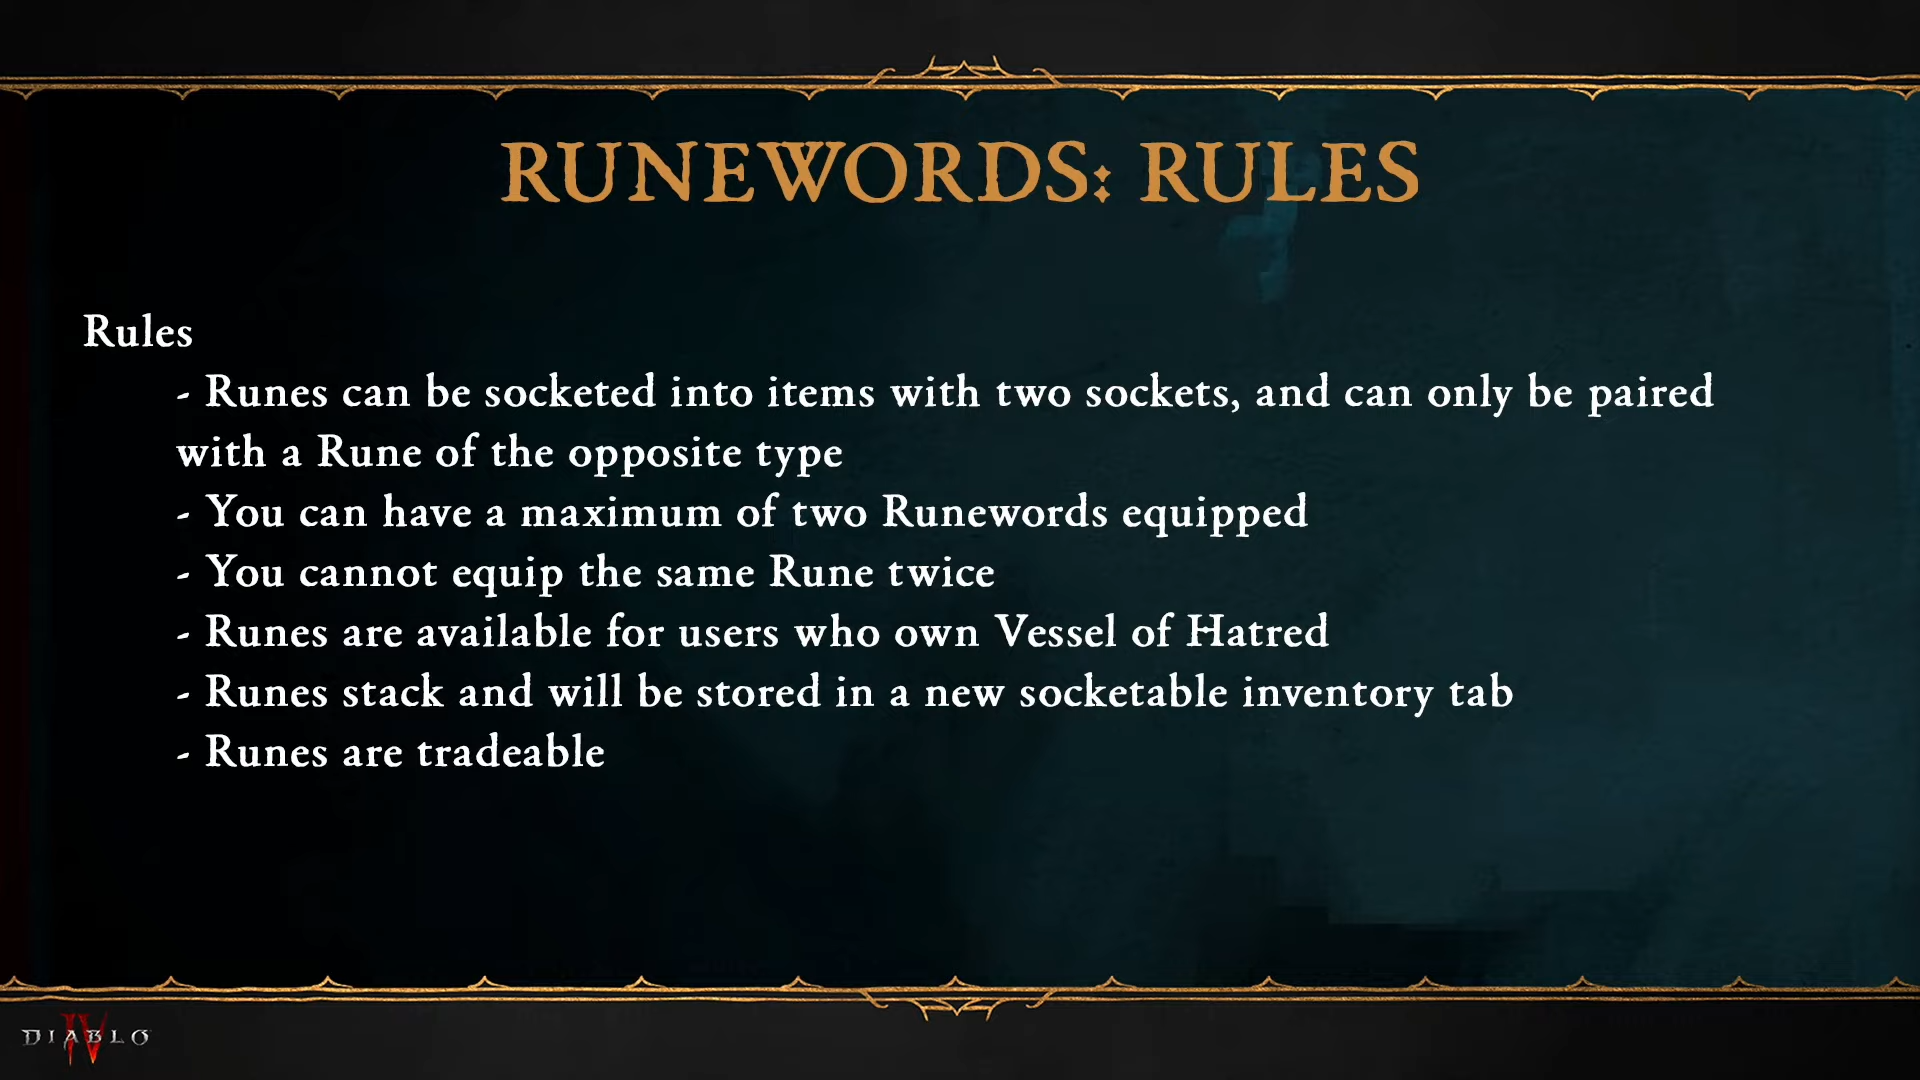 RUNEWORDS: RULES
Rules
- Runes can be socketed into items with two sockets, and can only be paired
with a Rune of the opposite type
- You can have a maximum of two Runewords equipped
- You cannot equip the same Rune twice
- Runes are available for users who own Vessel of Hatred
- Runes stack and will be stored in a new socketable inventory tab
- Runes are tradeable
DIABLO IV